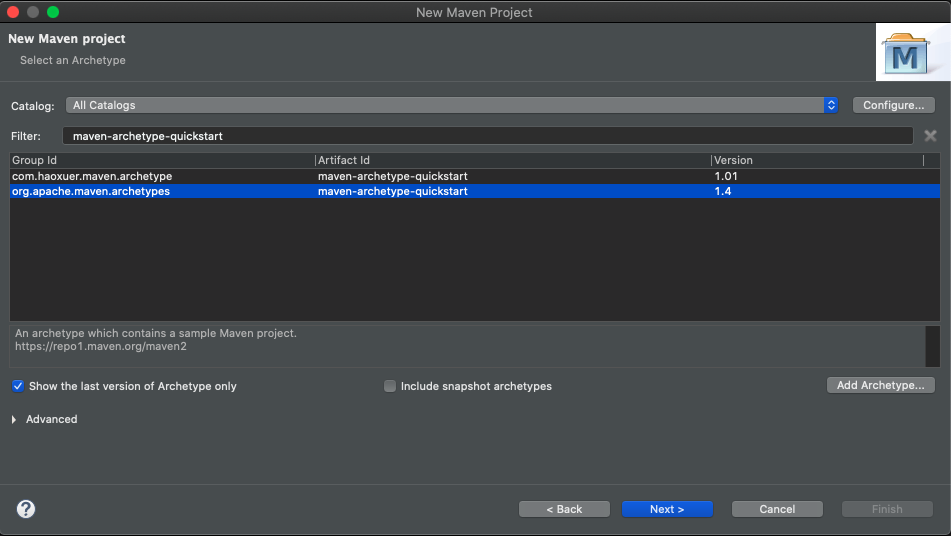 New Maven Project
New Maven project
Select an Archetype
M
Catalog: All Catalogs Configure...
Filter: maven-archetype-quickstart
Group Id Artifact Id Version
com.haoxuer.maven.archetype maven-archetype-quickstart 1.01
org.apache.maven.archetypes maven-archetype-quickstart 1.4
An archetype which contains a sample Maven project.
https://repo1.maven.org/maven2
Show the last version of Archetype only Include snapshot archetypes Add Archetype...
Advanced
? < Back Next > Cancel Finish